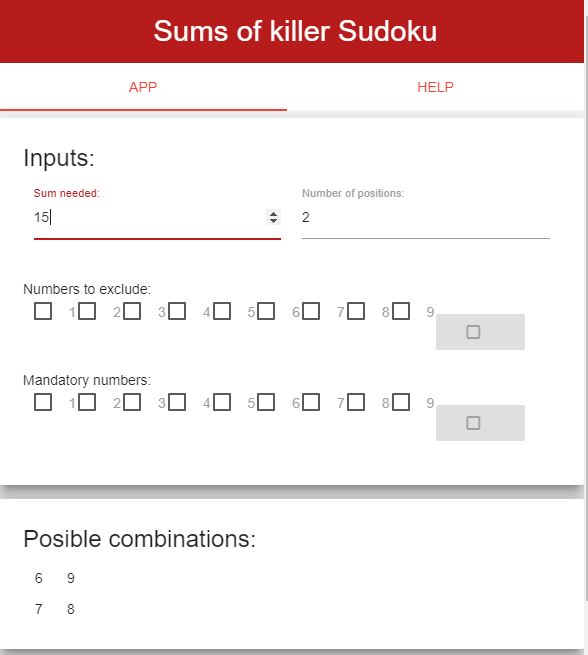 Sums of killer Sudoku
APP HELP
Inputs:
Sum needed: Number of positions:
15 2
Numbers to exclude:
1 2 3 4 5 6 7 8 9
Mandatory numbers:
1 2 3 4 5 6 7 8 9
Posible combinations:
6 9
7 8